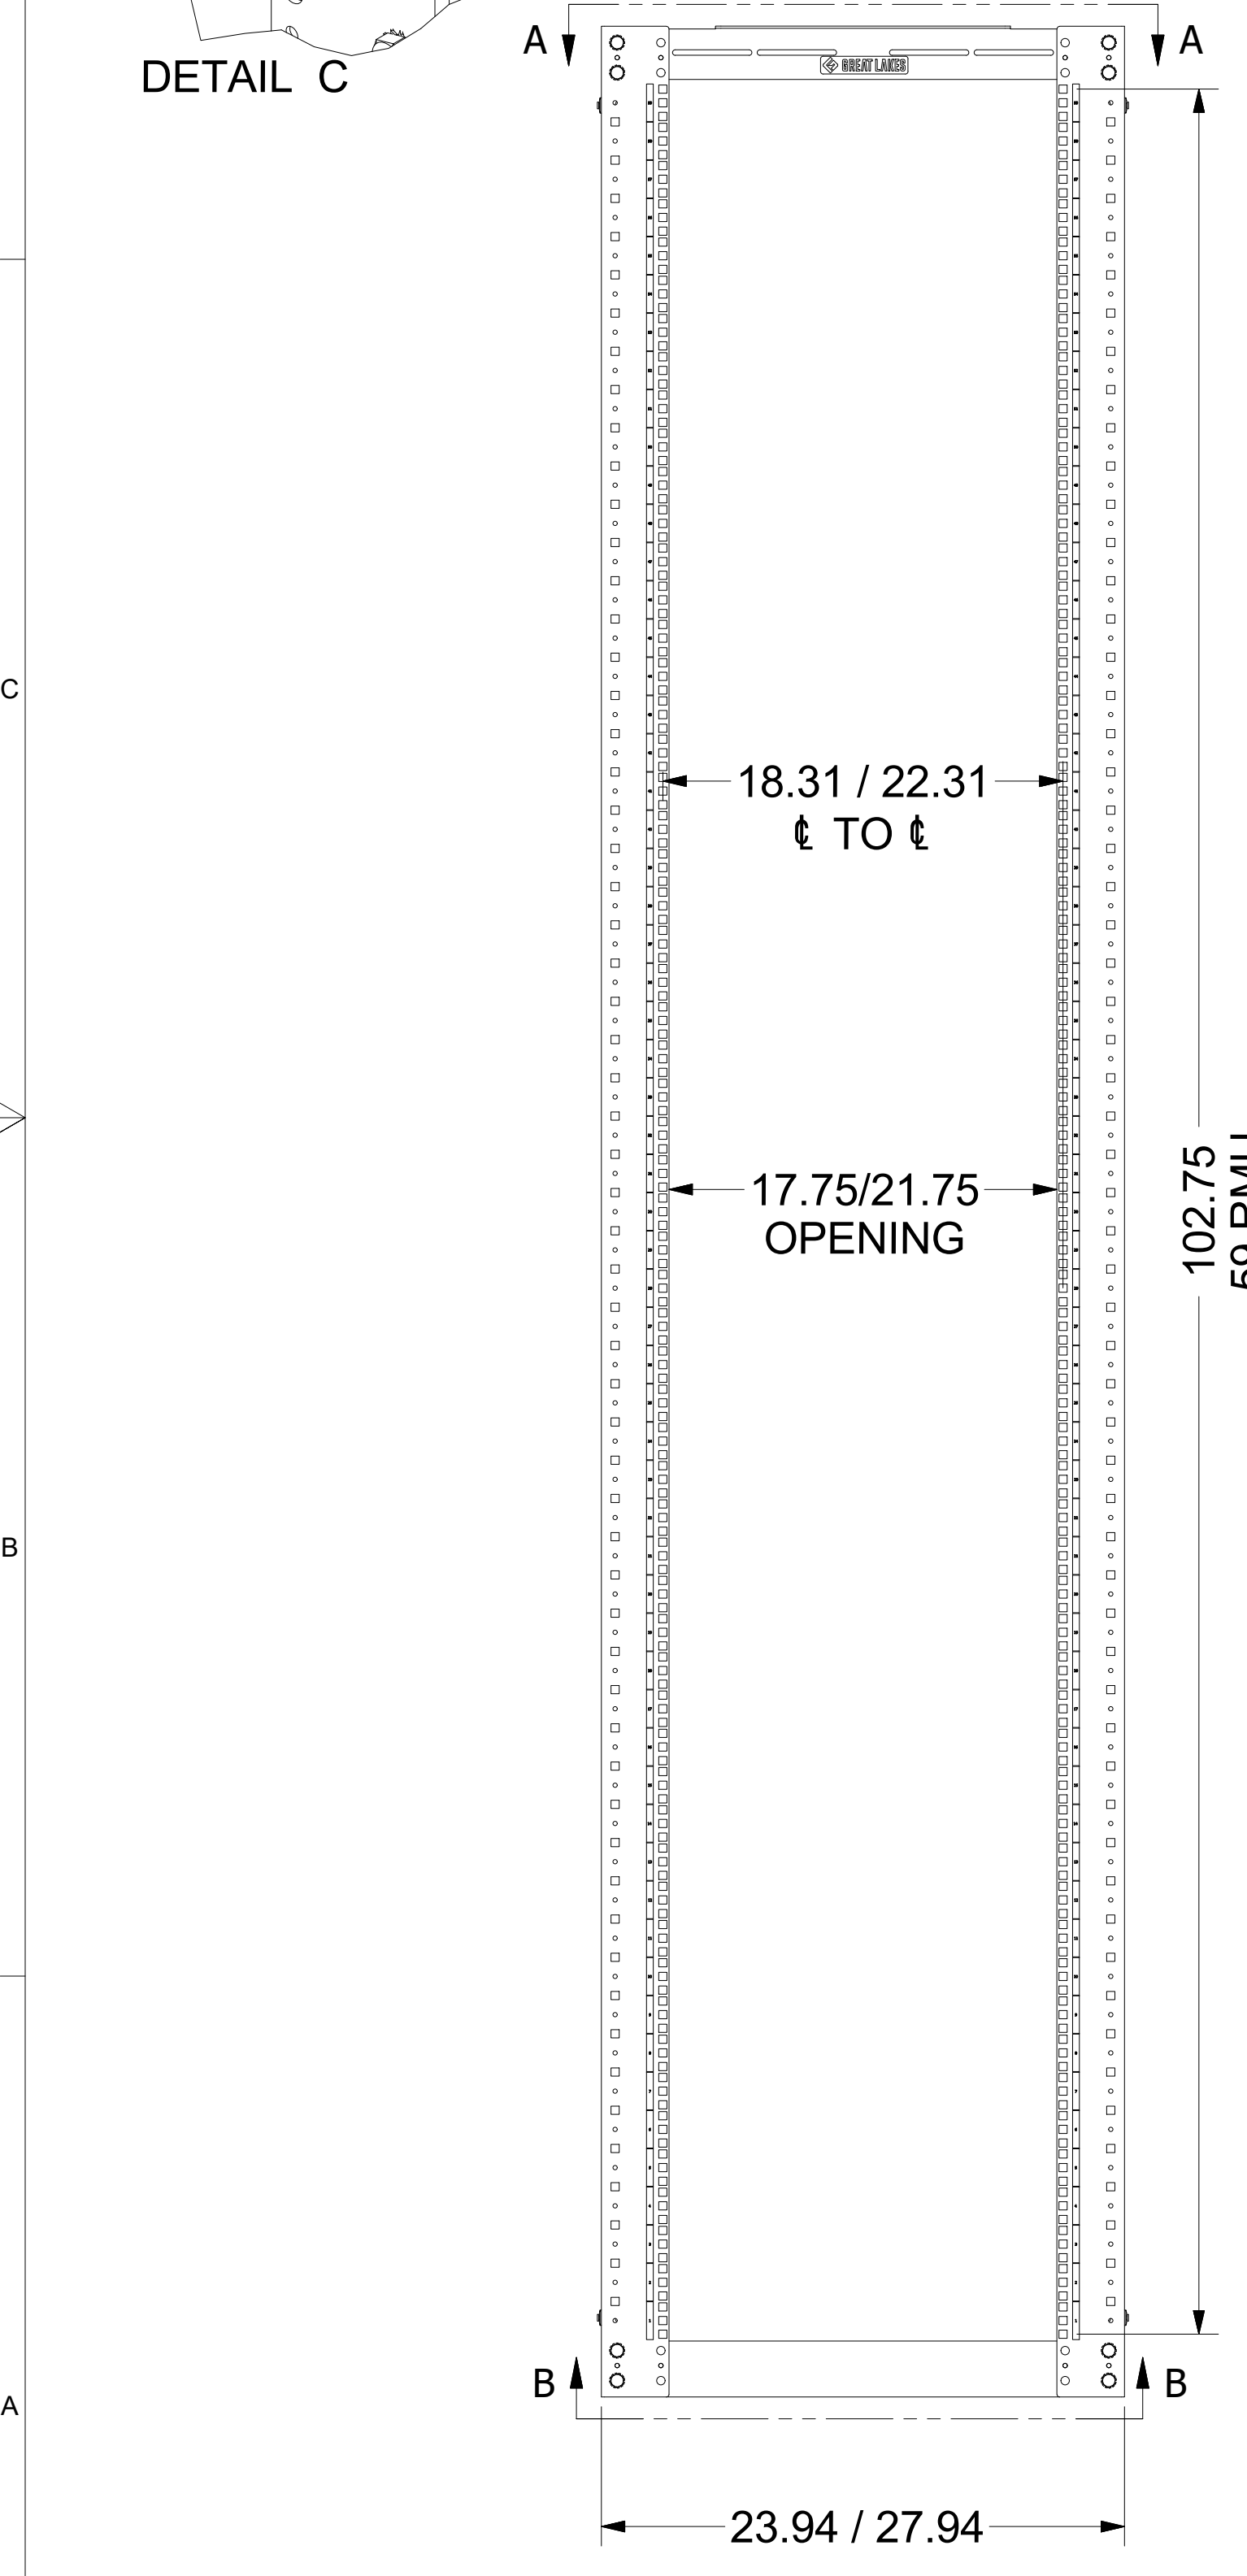 DETAIL C
A
A
GREAT LAKES
C
18.31 / 22.31
℄ TO ℄
17.75/21.75
OPENING
102.75
B
A
B
B
23.94 / 27.94